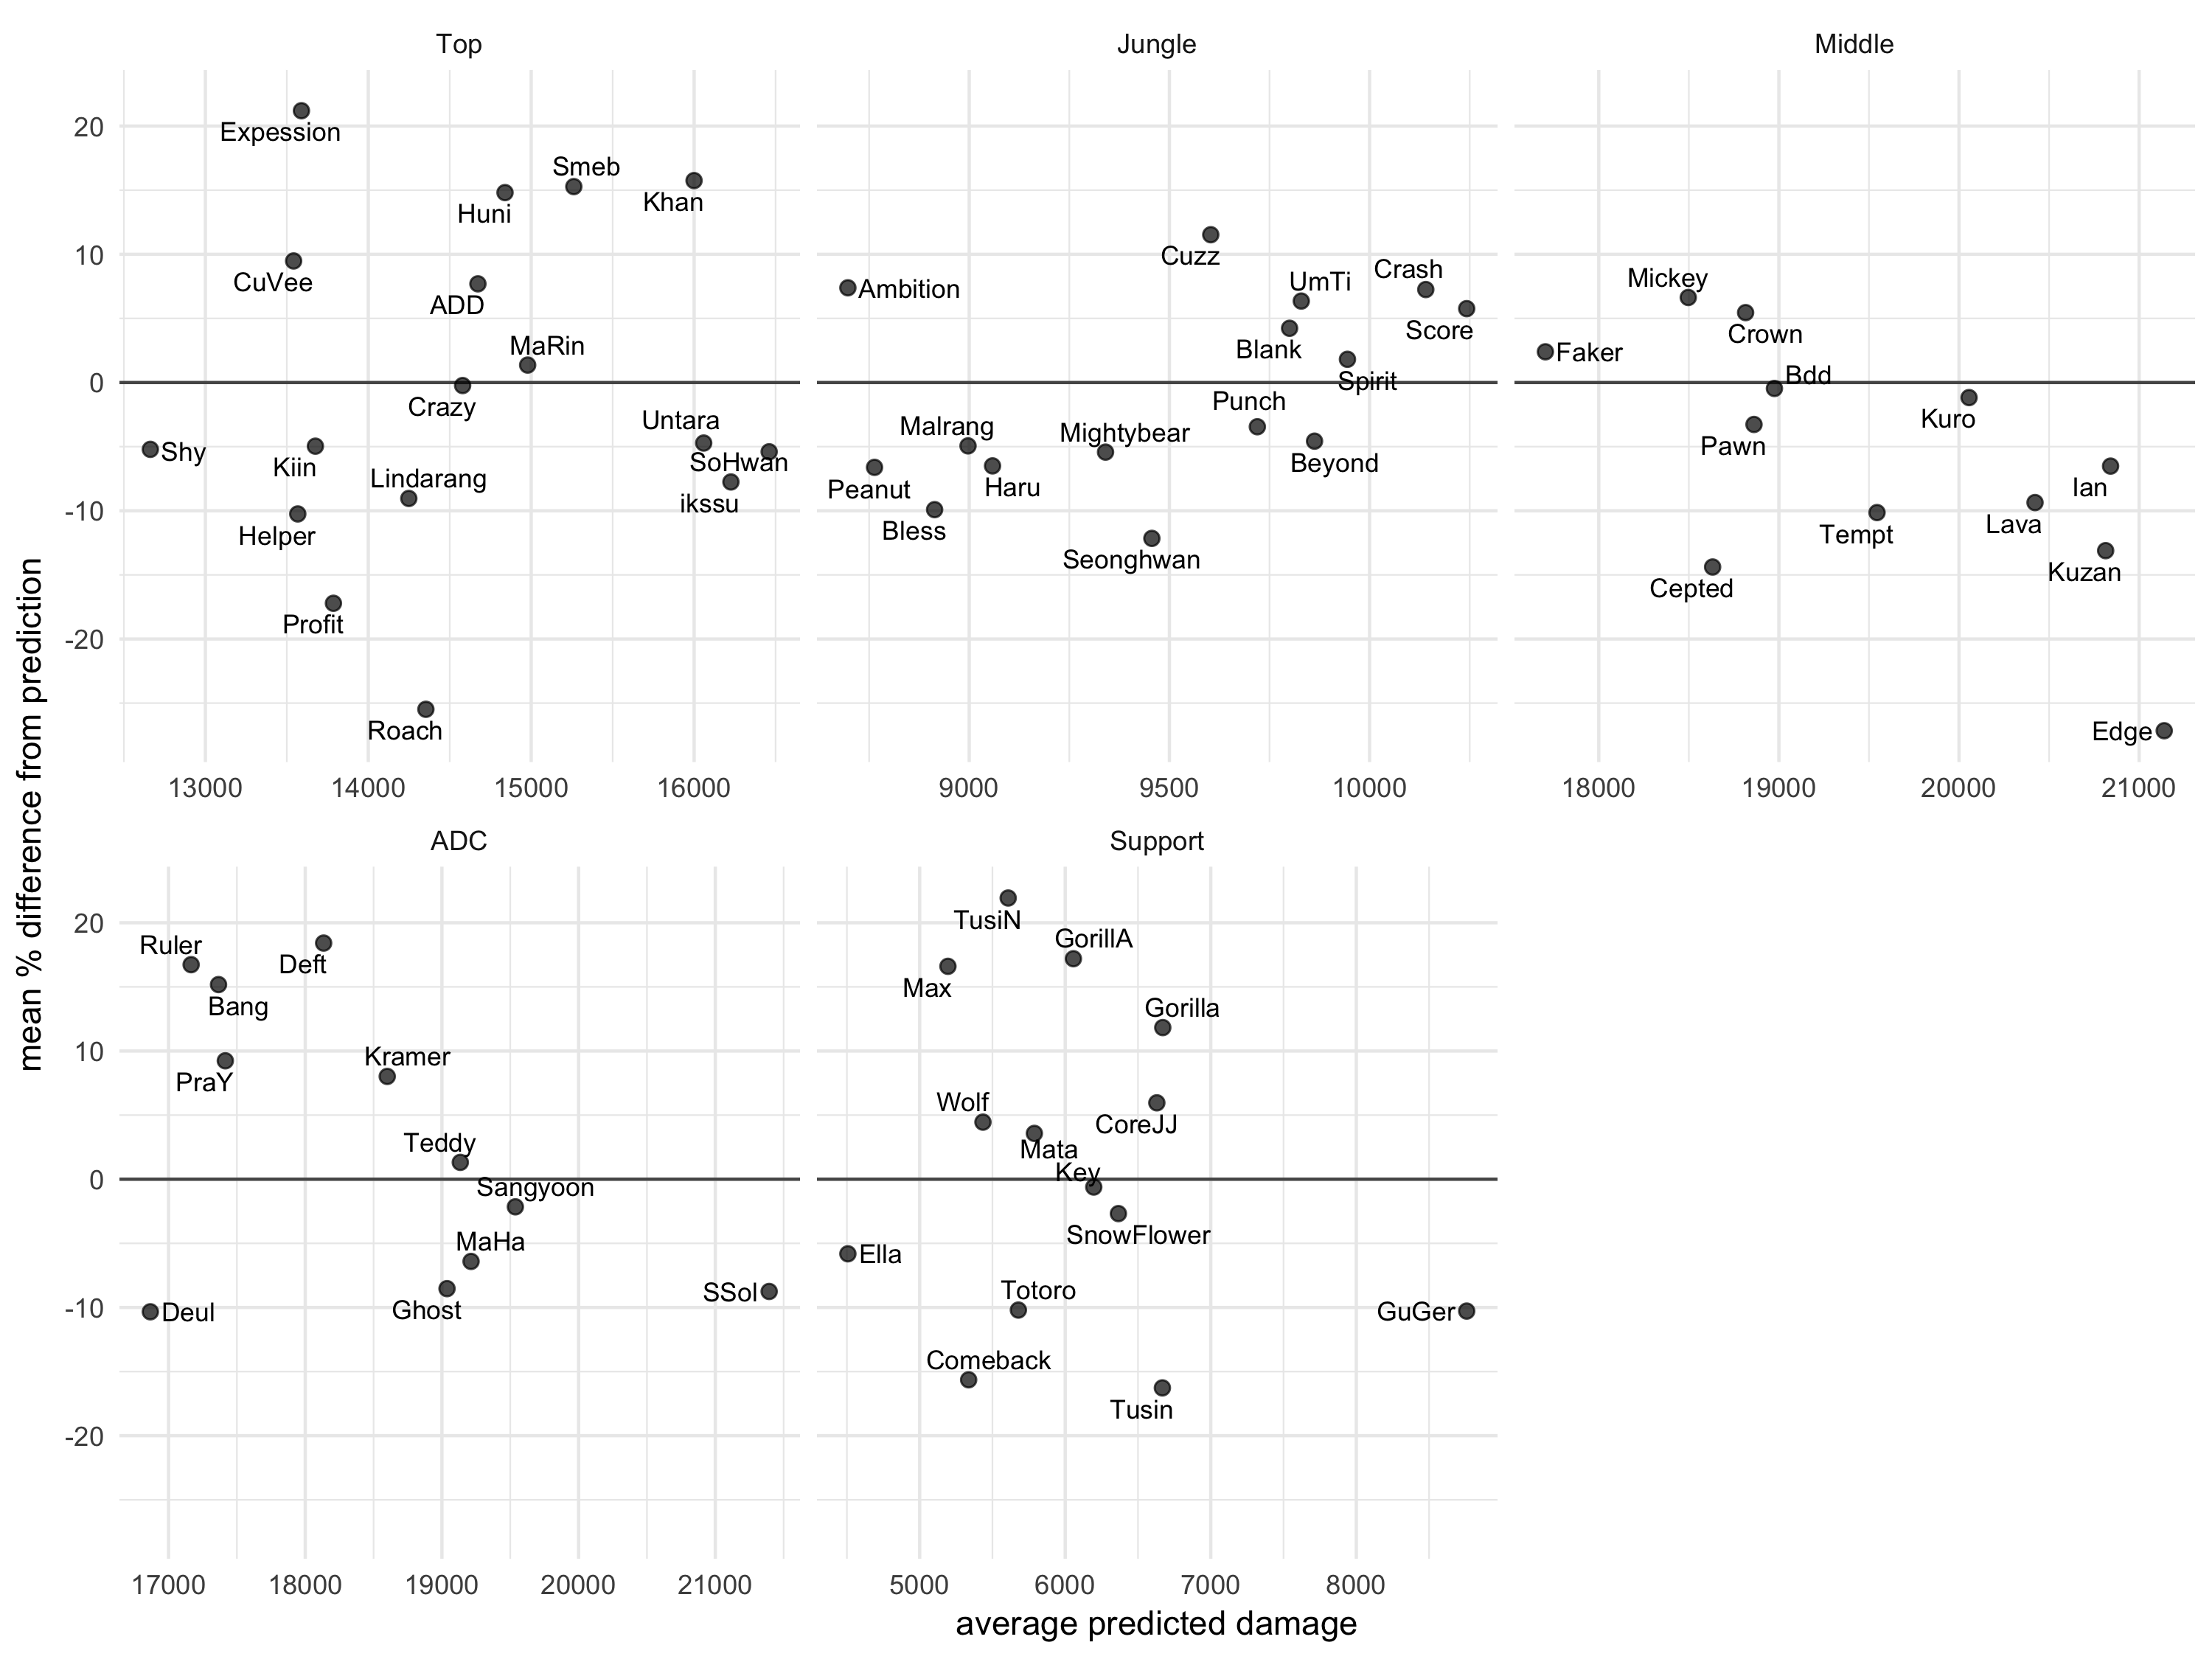 Top
Jungle
Middle
mean % difference from prediction
20
10
0
-10
-20
Expession
Smeb
Khan
Huni
CuVee
ADD
MaRin
Crazy
Untara
Shy
SoHwan
Kiin
Lindarang
ikssu
Helper
Profit
Roach
13000
14000
15000
16000
Cuzz
Crash
UmTi
Ambition
Score
Blank
Spirit
Punch
Malrang
Mightybear
Beyond
Peanut
Haru
Bless
Seonghwan
9000
9500
10000
Mickey
Crown
Faker
Bdd
Kuro
Pawn
Ian
Lava
Tempt
Kuzan
Cepted
Edge
18000
19000
20000
21000
ADC
Support
20
10
0
-10
-20
Ruler
Deft
Bang
Kramer
PraY
Teddy
Sangyoon
MaHa
SSol
Ghost
Deul
17000
18000
19000
20000
21000
TusiN
GorillA
Max
Gorilla
Wolf
CoreJJ
Mata
Key
SnowFlower
Ella
Totoro
GuGer
Comeback
Tusin
5000
6000
7000
8000
average predicted damage